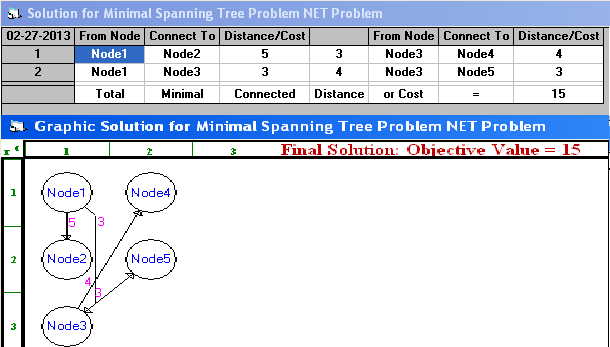 Solution for Minimal Spanning Tree Problem NET Problem
02-27-2013 From Node Connect To Distance/Cost From Node Connect To Distance/Cost
1 Node1 Node2 5 3 Node3 Node4 4
2 Node1 Node3 3 4 Node3 Node5 3
Total Minimal Connected Distance or Cost = 15
Graphic Solution for Minimal Spanning Tree Problem NET Problem
1 2 3 Final Solution: Objective Value = 15
1 Node1 Node4
5 3
2 Node2 Node5
4 3
3 Node3